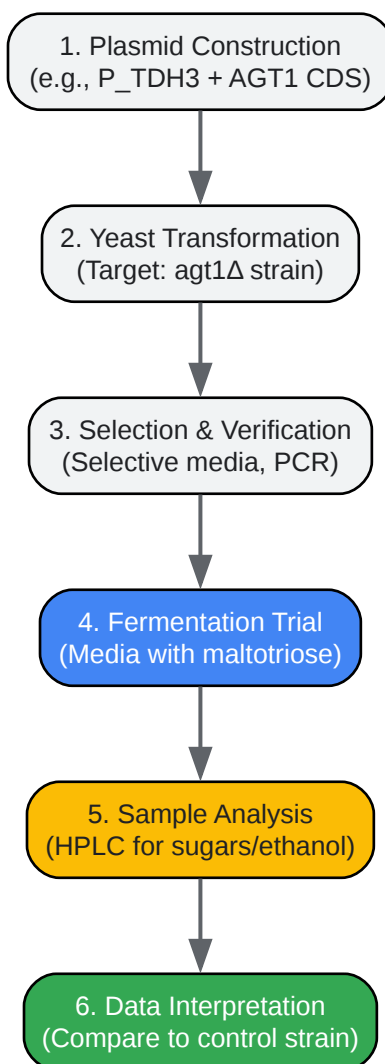 1. Plasmid Construction
(e.g., P_TDH3 + AGT1 CDS)
2. Yeast Transformation
(Target: agt1Δ strain)
3. Selection & Verification
(Selective media, PCR)
4. Fermentation Trial
(Media with maltotriose)
5. Sample Analysis
(HPLC for sugars/ethanol)
6. Data Interpretation
(Compare to control strain)